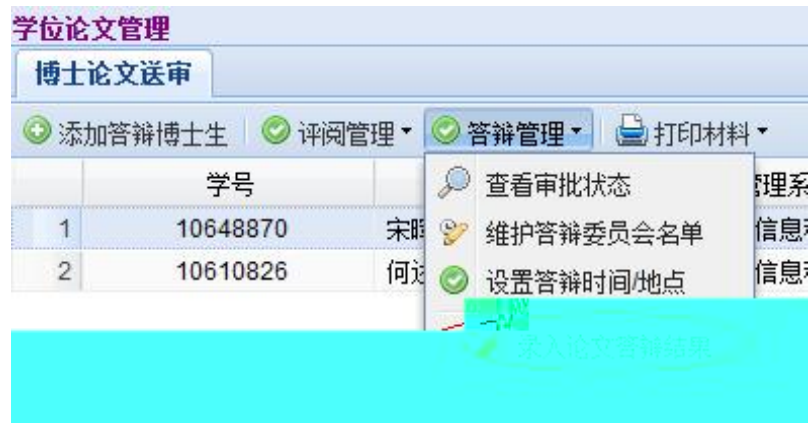 学位论文管理
博士论文送审
添加答辩博士生 评阅管理 答辩管理 打印材料
学号
查看审批状态
管理系
1 10648870 宋
维护答辩委员会名单
信息
2 10610826 何
设置答辩时间/地点
信息
录入论文答辩结果